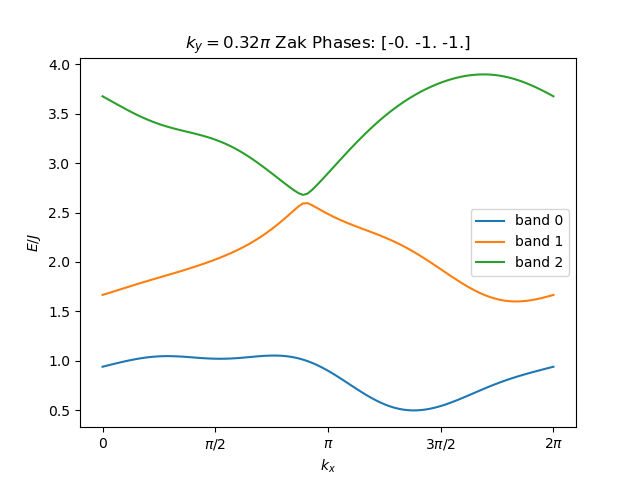 $k_y = 0.32\pi$ Zak Phases: [-0. -1. -1.]
4.0
3.5
3.0
2.5
2.0
1.5
1.0
0.5
E/J
band 0
band 1
band 2
0
π/2
π
3π/2
2π
$k_x$